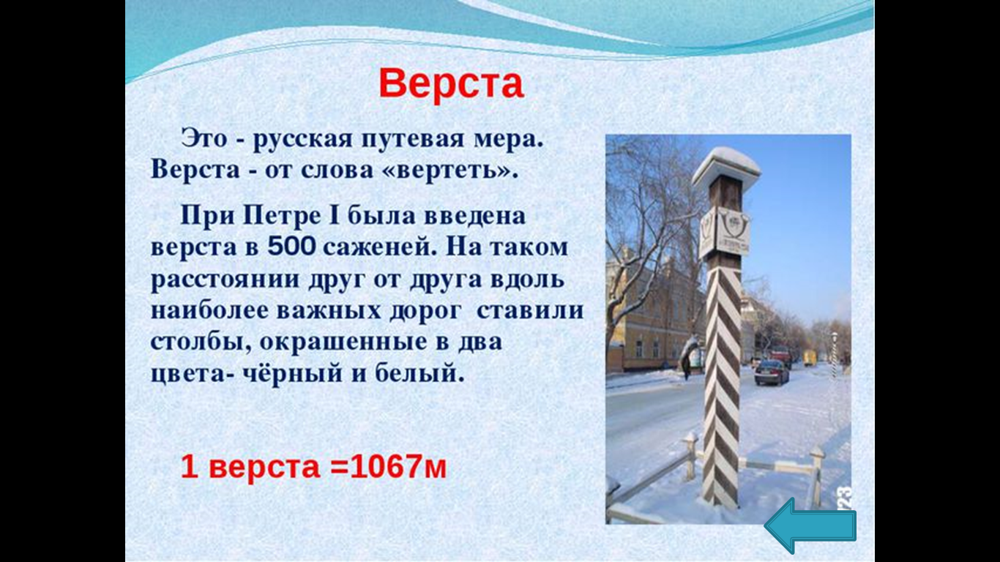 Верста
Это - русская путевая мера.
Верста - от слова «вертеть».
При Петре I была введена
верста в 500 саженей. На таком
расстоянии друг от друга вдоль
наиболее важных дорог  ставили
столбы, окрашенные в два
цвета- чёрный и белый.
1 верста =1067м
723